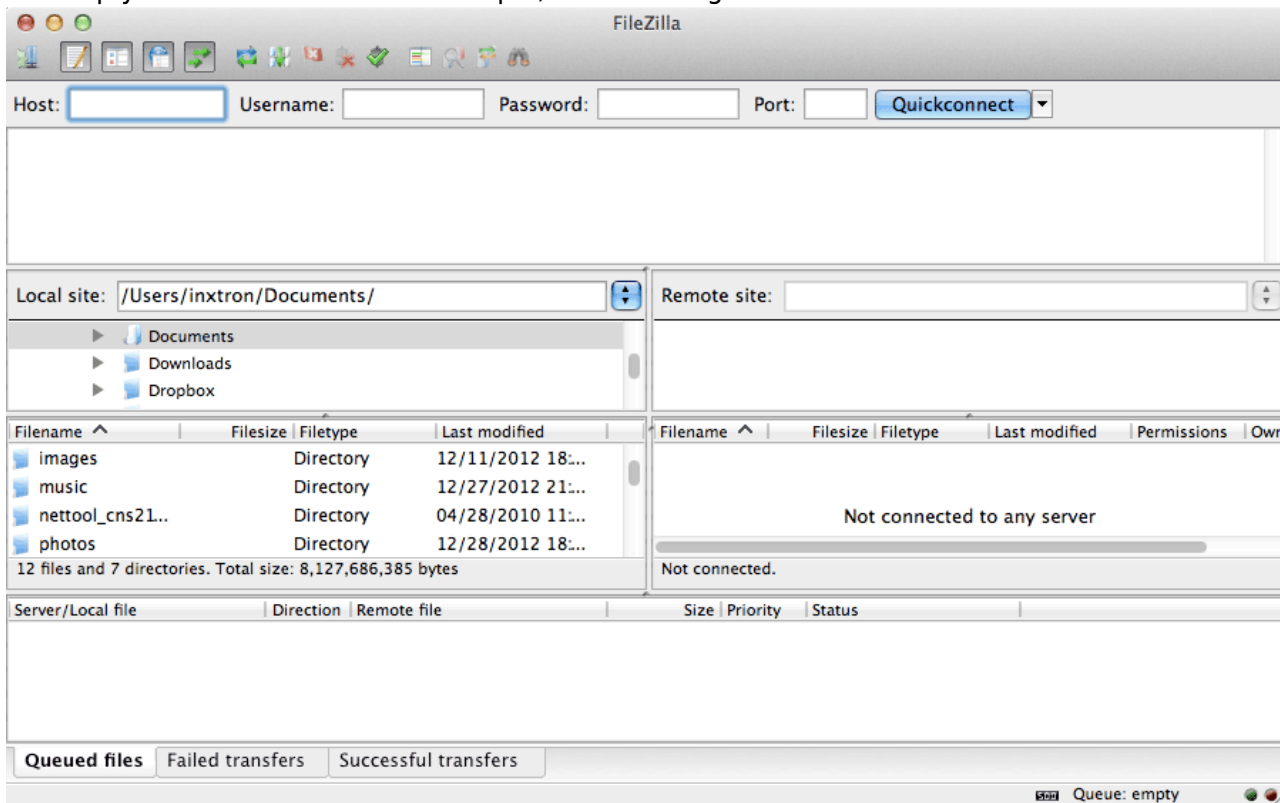 FileZilla
Host: Username: Password: Port: Quickconnect
Local site: /Users/inxtron/Documents/ Remote site:
Documents
Downloads
Dropbox
Filename Filesize Filetype Last modified Filename Filesize Filetype Last modified Permissions Own
images Directory 12/11/2012 18:...
music Directory 12/27/2012 21:...
nettool_cns21... Directory 04/28/2010 11:...
Not connected to any server
photos Directory 12/28/2012 18:...
12 files and 7 directories. Total size: 8,127,686,385 bytes Not connected.
Server/Local file Direction Remote file Size Priority Status
Queued files Failed transfers Successful transfers
Queue: empty